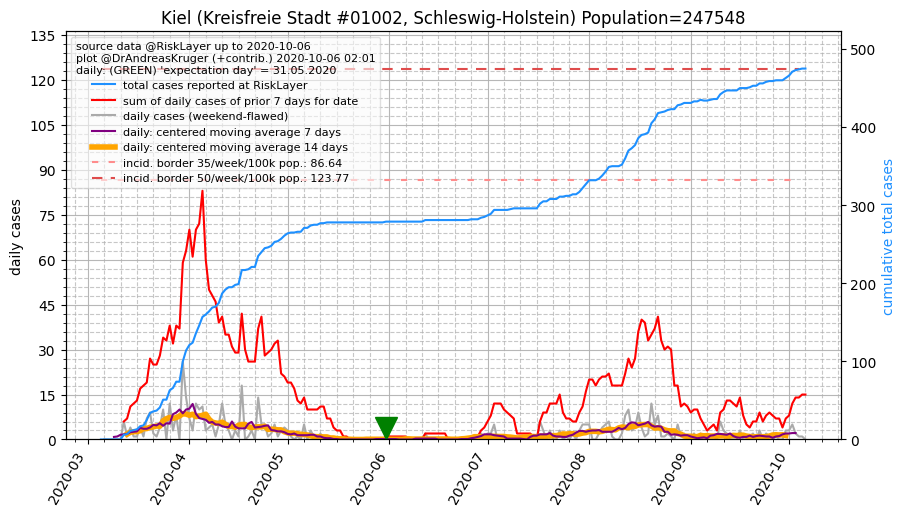 Kiel (Kreisfreie Stadt #01002, Schleswig-Holstein) Population=247548
source data @RiskLayer up to 2020-10-06
plot @DrAndreasKruger (+contrib.) 2020-10-06 02:01
daily: (GREEN) 'expectation day' = 31.05.2020
total cases reported at RiskLayer
sum of daily cases of prior 7 days for date
daily cases (weekend-flawed)
daily: centered moving average 7 days
daily: centered moving average 14 days
incid. border 35/week/100k pop.: 86.64
incid. border 50/week/100k pop.: 123.77
daily cases
135
120
105
90
75
60
45
30
15
0
cumulative total cases
500
400
300
200
100
0
2020-03
2020-04
2020-05
2020-06
2020-07
2020-08
2020-09
2020-10